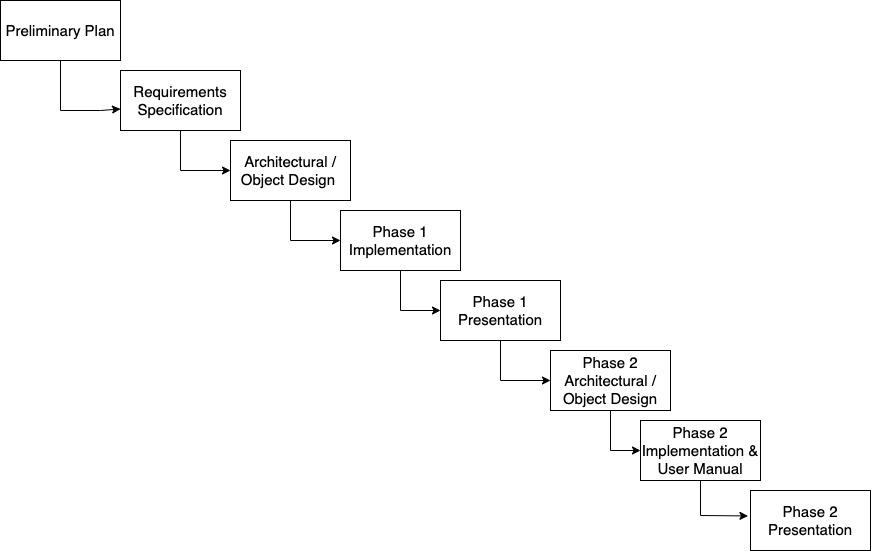 Preliminary Plan
Requirements
Specification
Architectural /
Object Design
Phase 1
Implementation
Phase 1
Presentation
Phase 2
Architectural /
Object Design
Phase 2
Implementation &
User Manual
Phase 2
Presentation